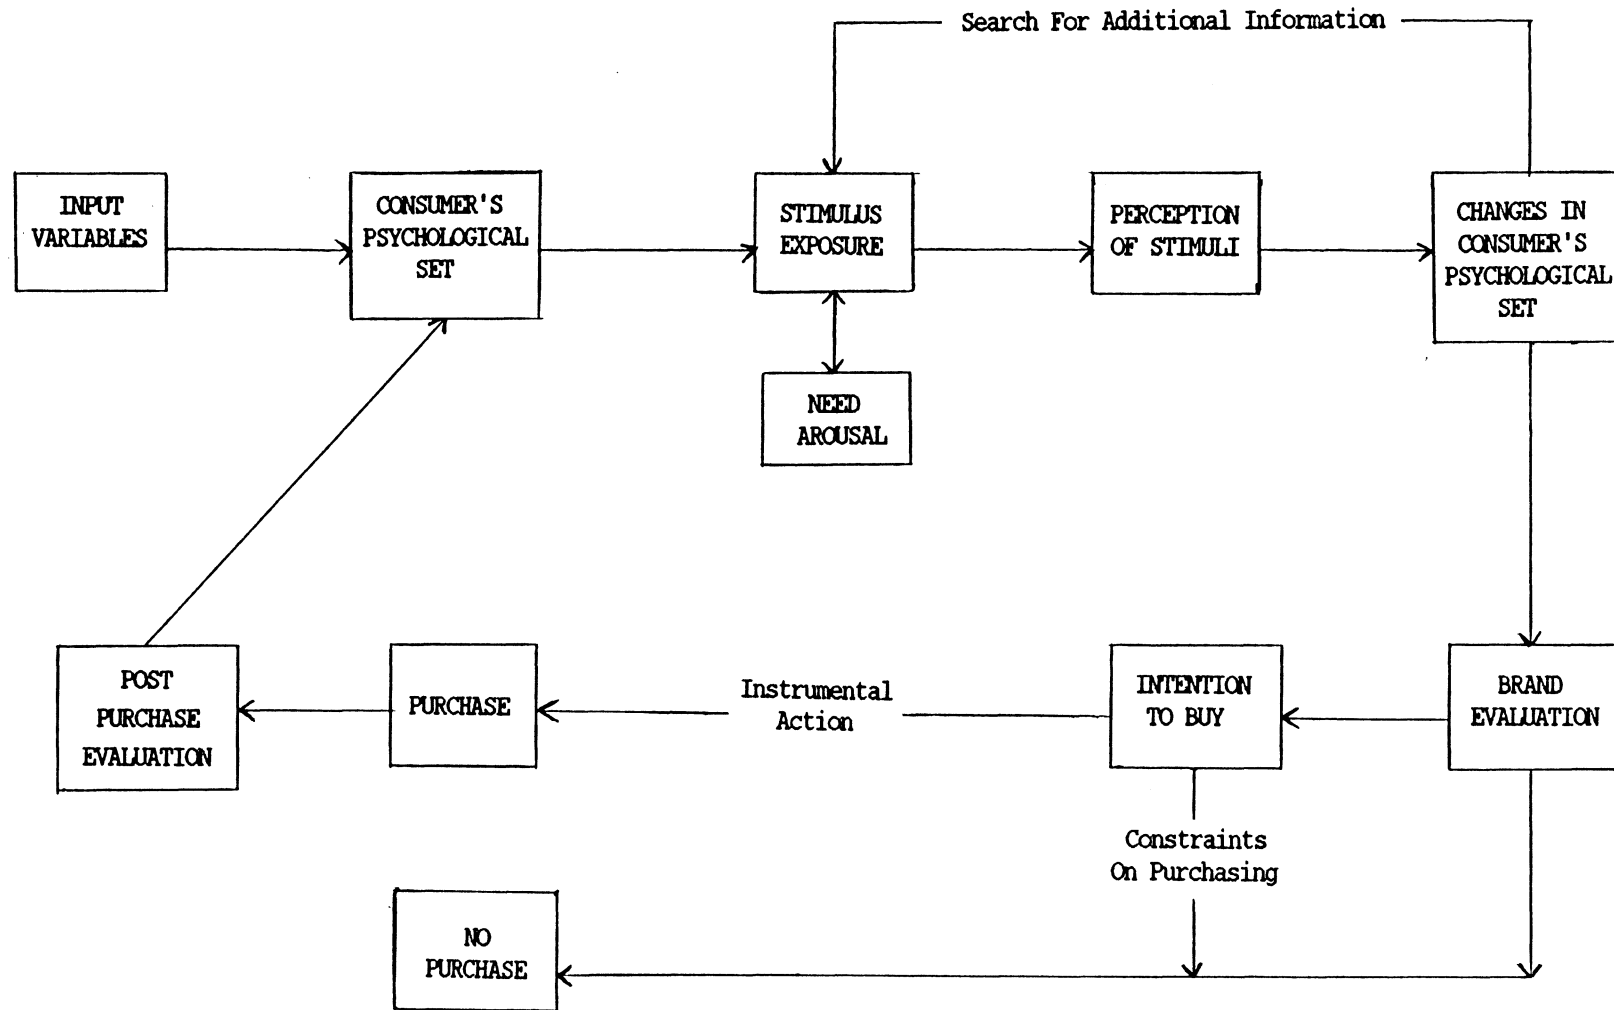 Search For Additional Information
INPUT
VARIABLES
CONSUMER'S
PSYCHOLOGICAL
SET
STIMULUS
EXPOSURE
PERCEPTION
OF STIMULI
CHANGES IN
CONSUMER'S
PSYCHOLOGICAL
SET
NEED
AROUSAL
POST
PURCHASE
EVALUATION
PURCHASE
Instrumental
Action
INTENTION
TO BUY
BRAND
EVALUATION
Constraints
On Purchasing
NO
PURCHASE